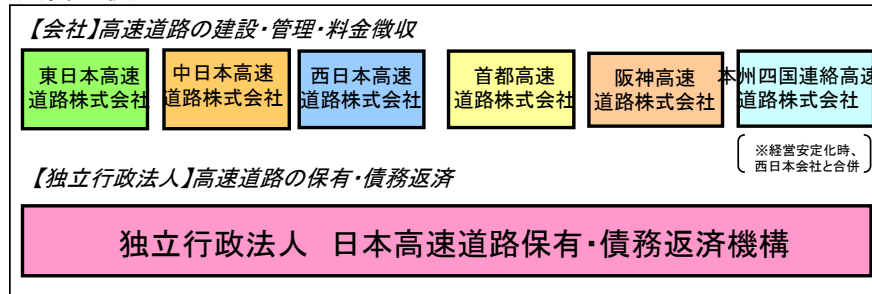 【会社】高速道路の建設・管理・料金徴収
東日本高速
道路株式会社
中日本高速
道路株式会社
西日本高速
道路株式会社
首都高速
道路株式会社
阪神高速
道路株式会社
本州四国連絡高速
道路株式会社
※経営安定化時、
西日本会社と合併
【独立行政法人】高速道路の保有・債務返済
独立行政法人 日本高速道路保有・債務返済機構